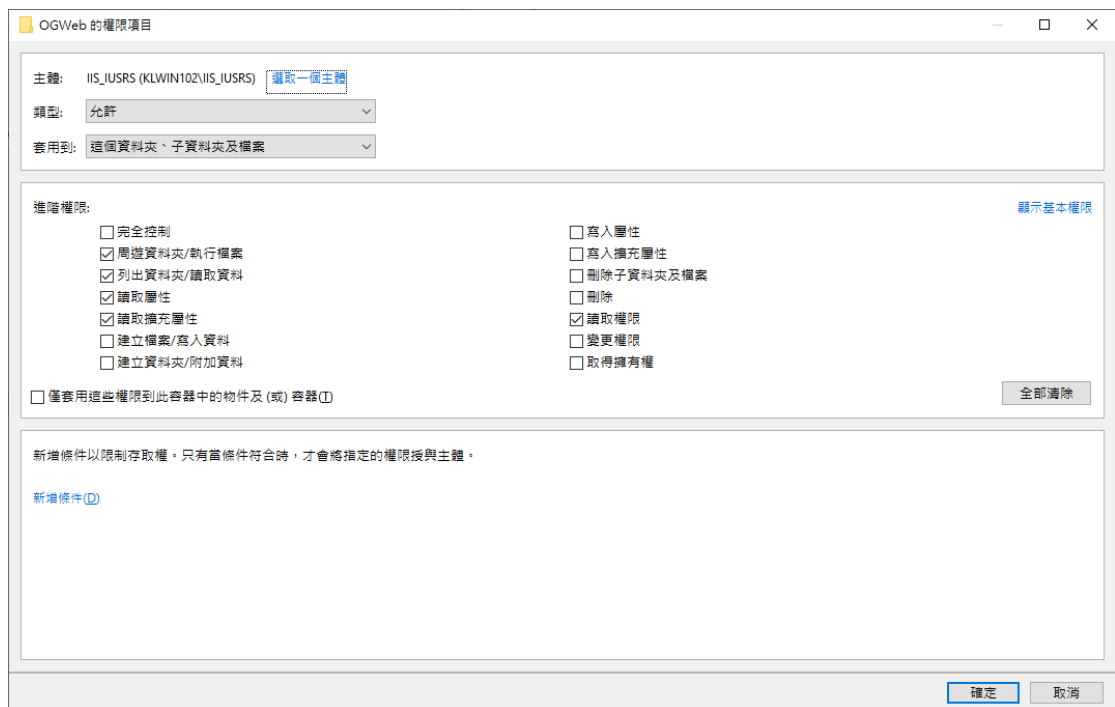 OGWeb 的權限項目
主體: IIS_IUSRS (KLWIN102\IIS_IUSRS) 選取一個主體
類型: 允許
套用到: 這個資料夾、子資料夾及檔案
進階權限: 顯示基本權限
完全控制 寫入屬性
周遊資料夾/執行檔案 寫入擴充屬性
列出資料夾/讀取資料 刪除子資料夾及檔案
讀取屬性 刪除
讀取擴充屬性 讀取權限
建立檔案/寫入資料 變更權限
建立資料夾/附加資料 取得擁有權
僅套用這些權限到此容器中的物件及 (或) 容器(T) 全部清除
新增條件以限制存取權。只有當條件符合時，才會將指定的權限授與主體。
新增條件(D)
確定 取消